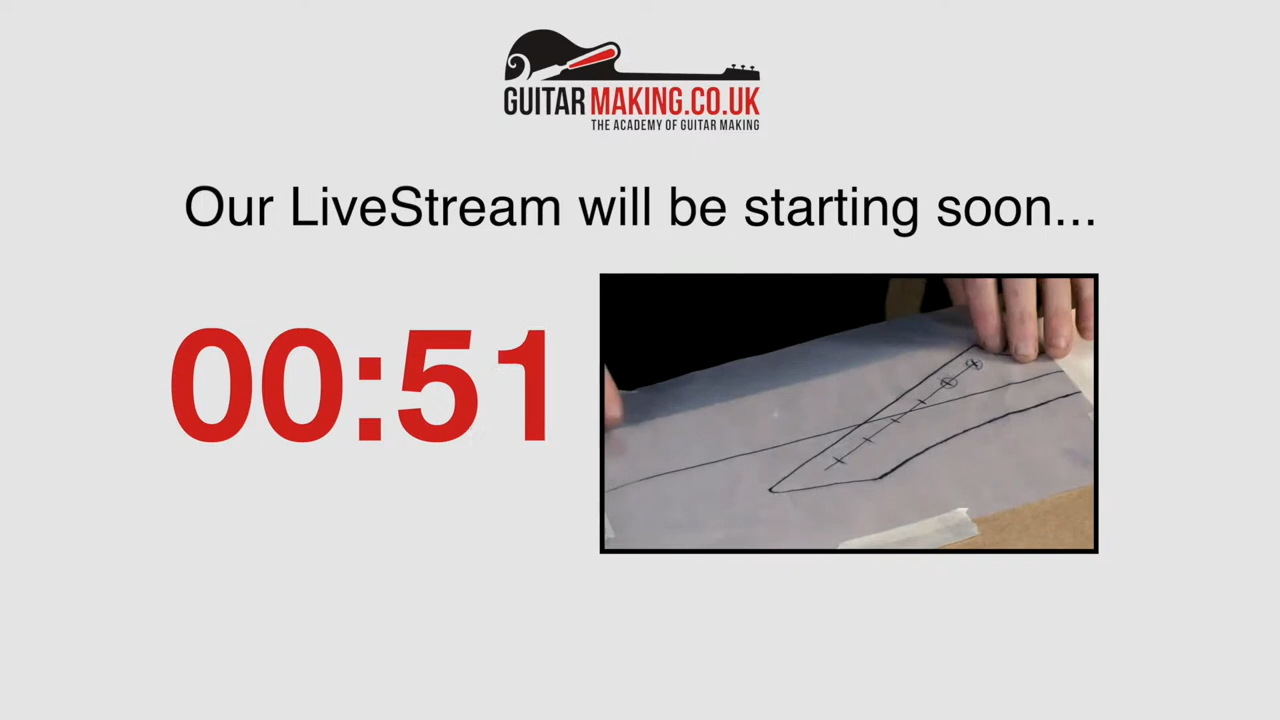 GUITARMAKING.CO.UK
THE ACADEMY OF GUITAR MAKING
Our LiveStream will be starting soon...
00:51